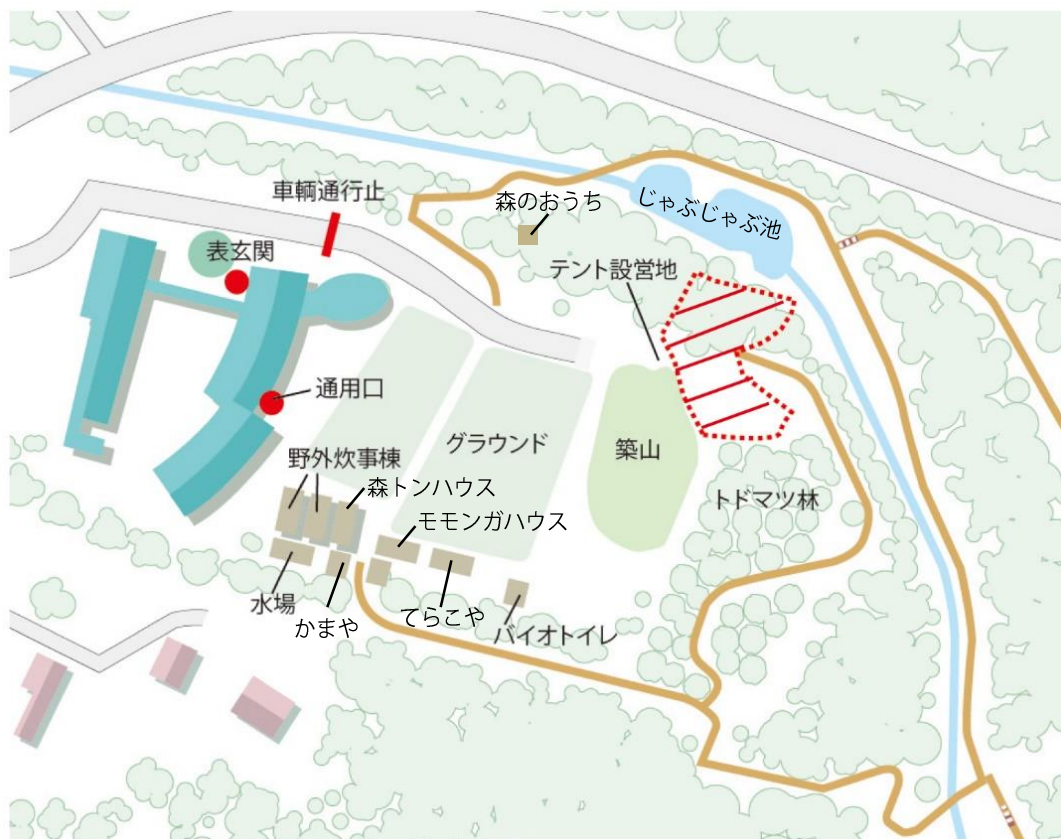 車輌通行止
森のおうち
じゃぶじゃぶ池
表玄関
テント設営地
通用口
グラウンド
築山
野外炊事棟
森トンハウス
トドマツ林
モモンガハウス
水場
かまや
てらこや
バイオトイレ